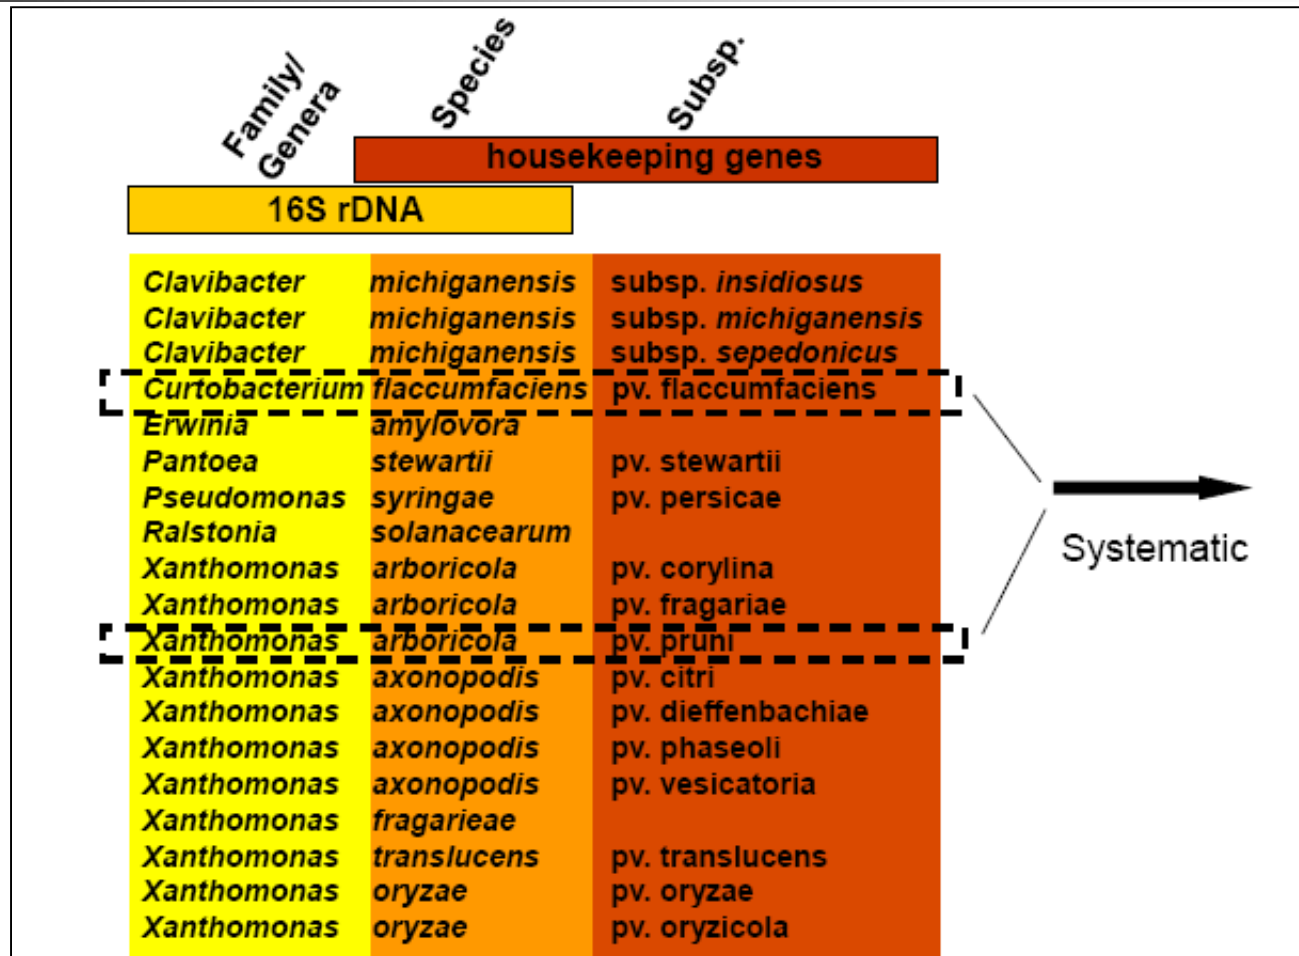 Family/
Genera
Species
Subsp.
housekeeping genes
16S rDNA
Clavibacter michiganensis subsp. insidiosus
Clavibacter michiganensis subsp. michiganensis
Clavibacter michiganensis subsp. sepedonicus
Curtobacterium flaccumfaciens pv. flaccumfaciens
Erwinia amylovora
Pantoea stewartii pv. stewartii
Pseudomonas syringae pv. persicae
Ralstonia solanacearum
Xanthomonas arboricola pv. corylina
Xanthomonas arboricola pv. fragariae
Xanthomonas arboricola pv. pruni
Xanthomonas axonopodis pv. citri
Xanthomonas axonopodis pv. dieffenbachiae
Xanthomonas axonopodis pv. phaseoli
Xanthomonas axonopodis pv. vesicatoria
Xanthomonas fragarieae
Xanthomonas translucens pv. translucens
Xanthomonas oryzae pv. oryzae
Xanthomonas oryzae pv. oryzicola
Systematic